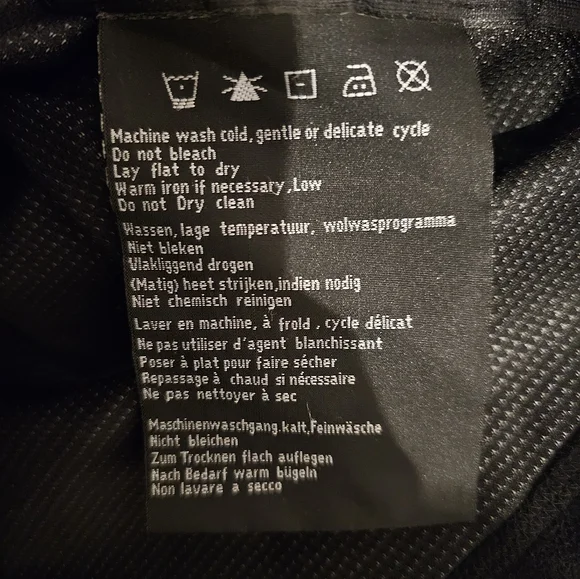 Machine wash cold, gentle or delicate cycle
Do not bleach
Lay flat to dry
Warm iron if necessary, Low
Do not Dry clean
Wassen, lage temperatuur, wolwasprogramma
Niet bleken
Vlakliggend drogen
(Matig) heet strijken, indien nodig
Niet chemisch reinigen
Laver en machine, à frold, cycle délicat
Ne pas utiliser d'agent blanchissant
Poser à plat pour faire sécher
Repassage à chaud si nécessaire
Ne pas nettoyer à sec
Maschinenwaschgang.kalt,Feinwäsche
Nicht bleichen
Zum Trocknen flach auflegen
Nach Bedarf warm bügeln
Non lavare a secco